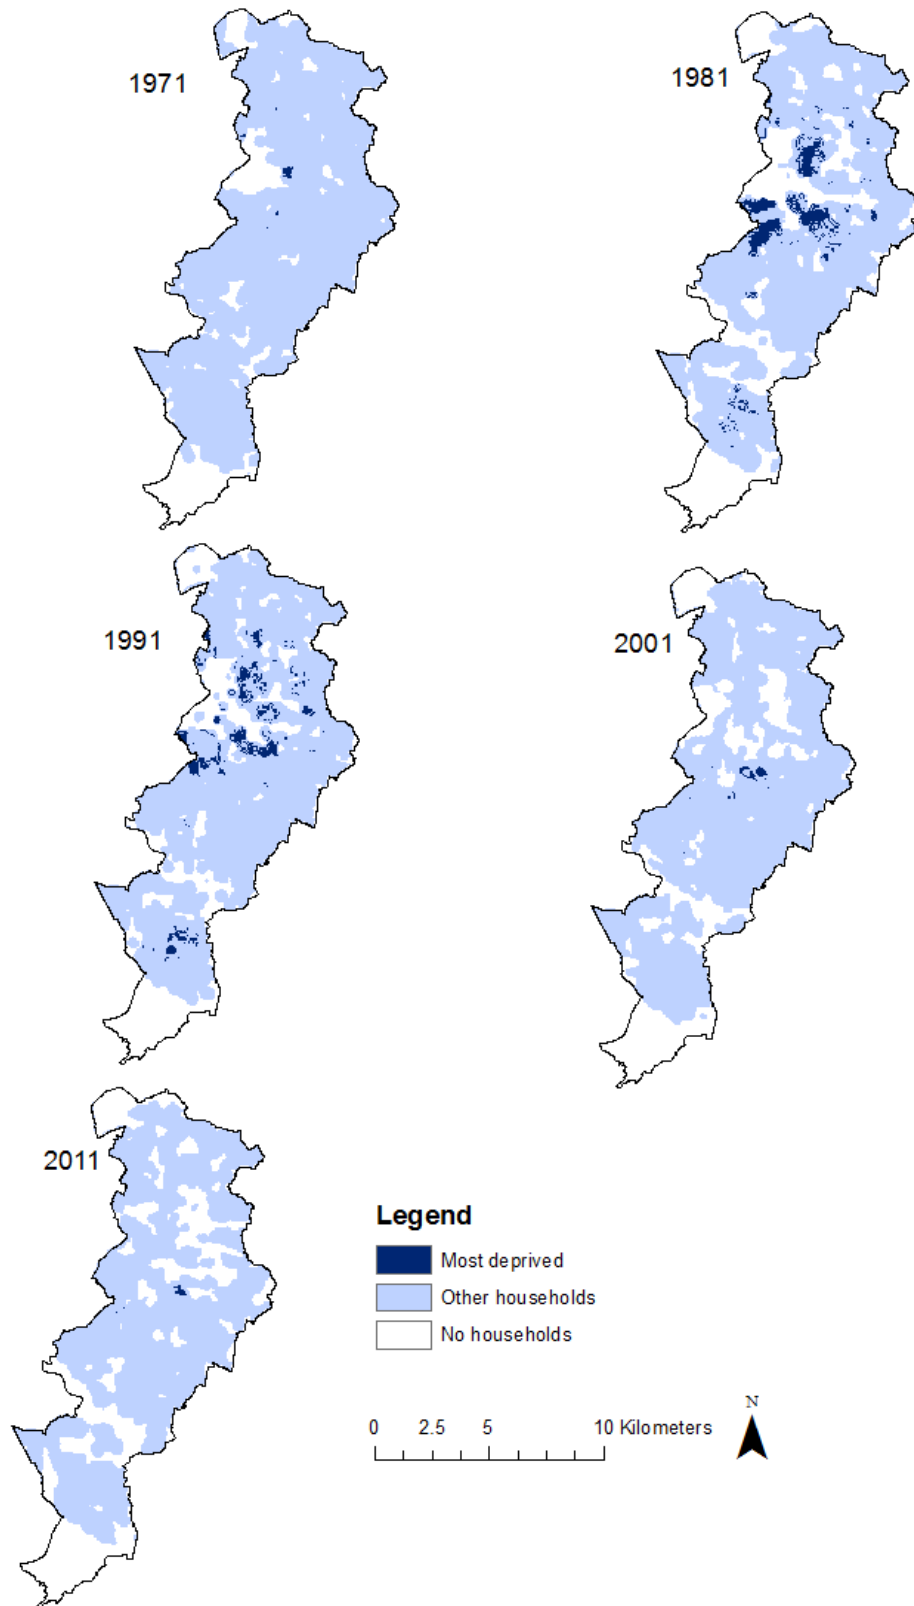 1971
1981
1991
2001
2011
Legend
Most deprived
Other households
No households
N
0 2.5 5 10 Kilometers